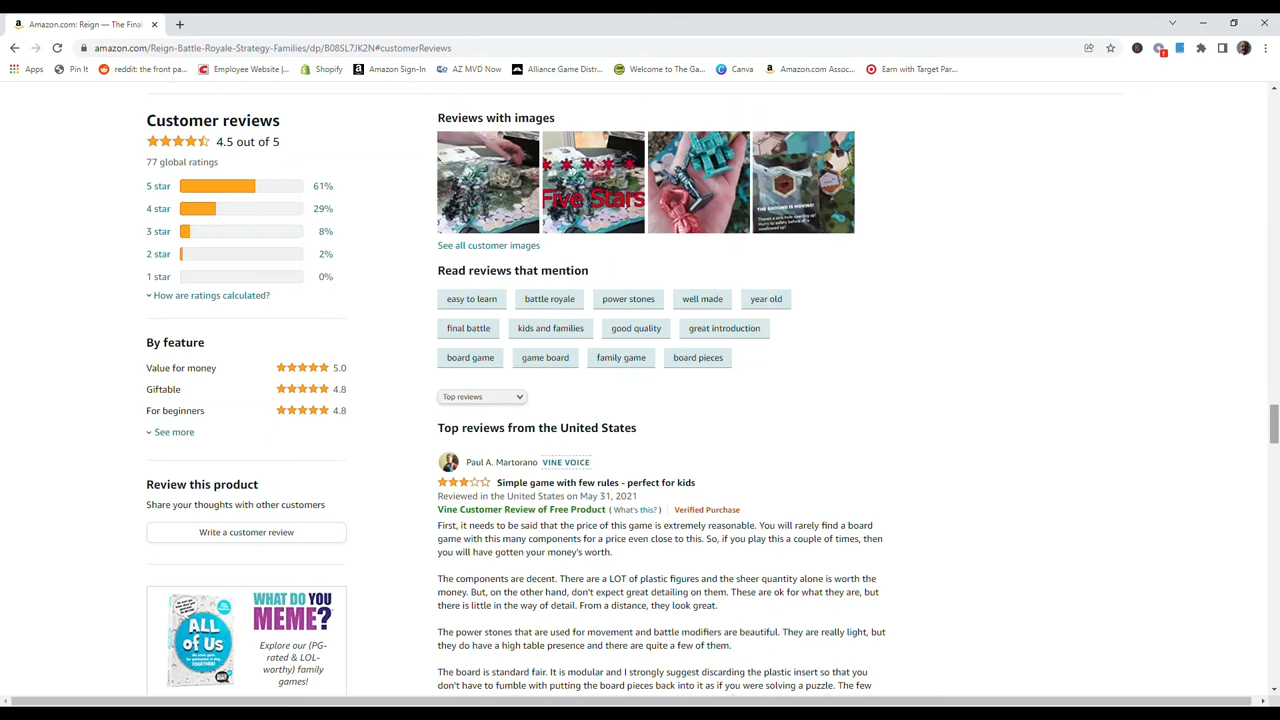 Amazon.com: Reign — The Final
amazon.com/Reign-Battle-Royale-Strategy-Families/dp/B08SL7JK2N#customerReviews
Apps Pin It reddit: the front pa... Employee Website |... Shopify Amazon Sign-In AZ MVD Now Alliance Game Distr... Welcome to The Ga... Canva Amazon.com Assoc... Earn with Target Par...
Customer reviews
4.5 out of 5
77 global ratings
5 star 61%
4 star 29%
3 star 8%
2 star 2%
1 star 0%
How are ratings calculated?
By feature
Value for money 5.0
Giftable 4.8
For beginners 4.8
See more
Review this product
Share your thoughts with other customers
Write a customer review
ALL of US
WHAT DO YOU
MEME?
Explore our (PG-
rated & LOL-
worthy) family
games!
Reviews with images
Five Stars
THE GROUND IS MOVING!
See all customer images
Read reviews that mention
easy to learn battle royale power stones well made year old
final battle kids and families good quality great introduction
board game game board family game board pieces
Top reviews
Top reviews from the United States
Paul A. Martorano VINE VOICE
Simple game with few rules - perfect for kids
Reviewed in the United States on May 31, 2021
Vine Customer Review of Free Product ( What's this? ) | Verified Purchase
First, it needs to be said that the price of this game is extremely reasonable. You will rarely find a board
game with this many components for a price even close to this. So, if you play this a couple of times, then
you will have gotten your money's worth.
The components are decent. There are a LOT of plastic figures and the sheer quantity alone is worth the
money. But, on the other hand, don't expect great detailing on them. These are ok for what they are, but
there is little in the way of detail. From a distance, they look great.
The power stones that are used for movement and battle modifiers are beautiful. They are really light, but
they do have a high table presence and there are quite a few of them.
The board is standard fair. It is modular and I strongly suggest discarding the plastic insert so that you
don't have to fumble with putting the board pieces back into it as if you were solving a puzzle. The few